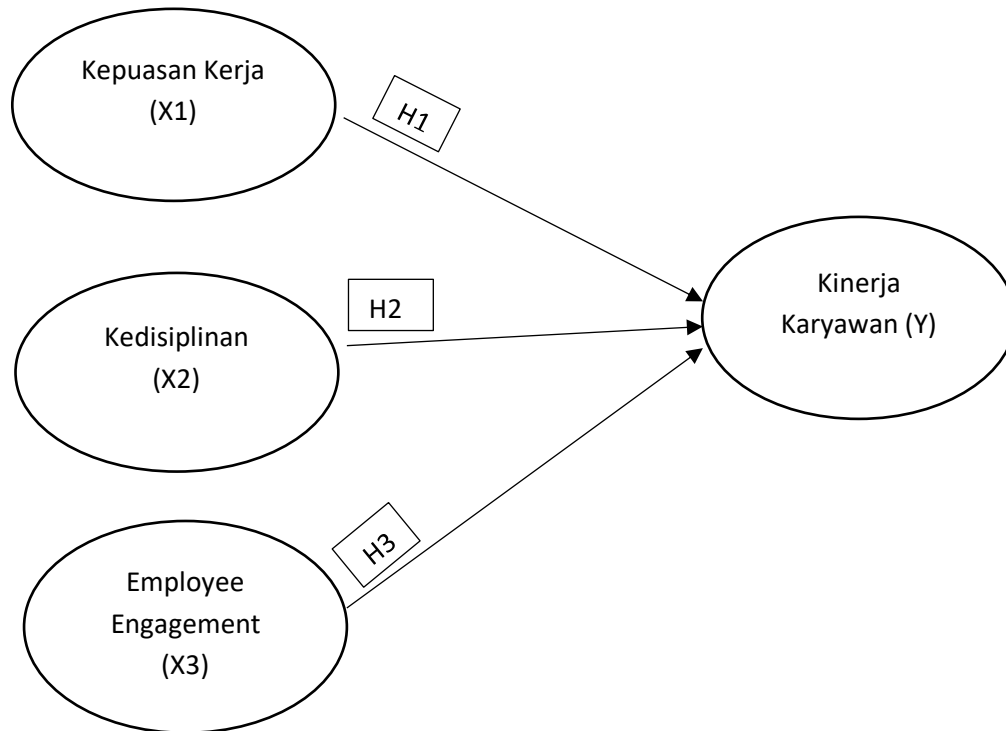 Kepuasan Kerja
(X1)
H1
Kedisiplinan
(X2)
H2
Employee
Engagement
(X3)
H3
Kinerja
Karyawan (Y)